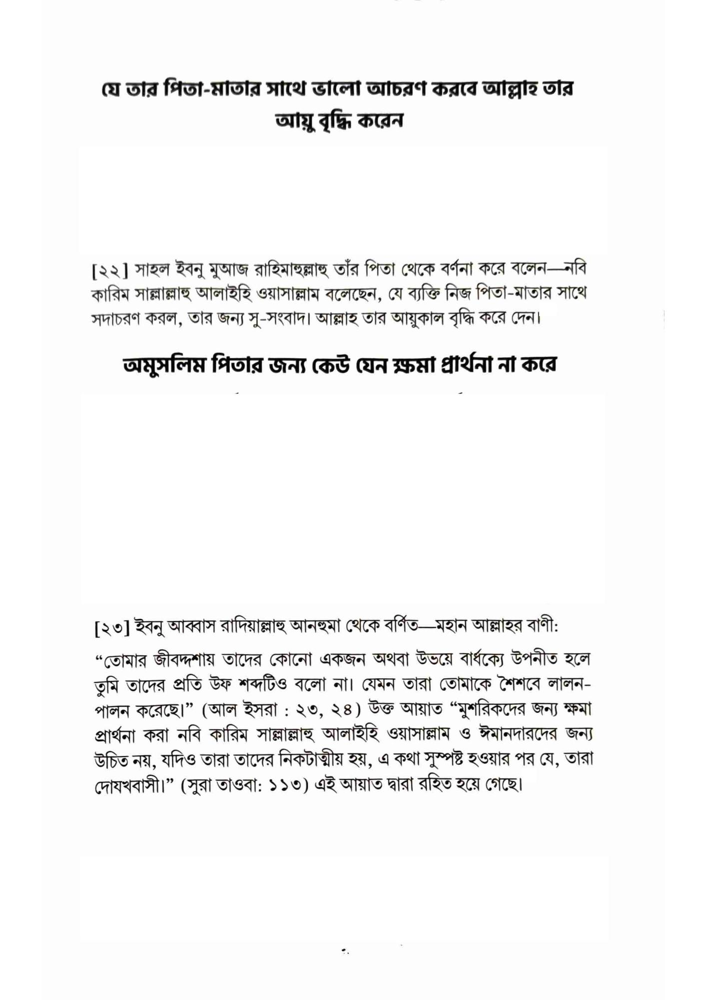 যে তার পিতা-মাতার সাথে ভালো আচরণ করবে আল্লাহ তার
আয়ু বৃদ্ধি করেন
[২২] সাহল ইবনু মুআজ রাহিমাহুল্লাহু তাঁর পিতা থেকে বর্ণনা করে বলেন—নবি
কারিম সাল্লাল্লাহু আলাইহি ওয়াসাল্লাম বলেছেন, যে ব্যক্তি নিজ পিতা-মাতার সাথে
সদাচরণ করল, তার জন্য সু-সংবাদ। আল্লাহ তার আয়ুকাল বৃদ্ধি করে দেন।
অমুসলিম পিতার জন্য কেউ যেন ক্ষমা প্রার্থনা না করে
[২৩] ইবনু আব্বাস রাদিয়াল্লাহু আনহুমা থেকে বর্ণিত—মহান আল্লাহর বাণী:
“তোমার জীবদ্দশায় তাদের কোনো একজন অথবা উভয়ে বার্ধক্যে উপনীত হলে
তুমি তাদের প্রতি উফ শব্দটিও বলো না। যেমন তারা তোমাকে শৈশবে লালন-
পালন করেছে।” (আল ইসরা : ২৩, ২৪) উক্ত আয়াত “মুশরিকদের জন্য ক্ষমা
প্রার্থনা করা নবি কারিম সাল্লাল্লাহু আলাইহি ওয়াসাল্লাম ও ঈমানদারদের জন্য
উচিত নয়, যদিও তারা তাদের নিকটাত্মীয় হয়, এ কথা সুস্পষ্ট হওয়ার পর যে, তারা
দোযখবাসী।” (সুরা তাওবা: ১১৩) এই আয়াত দ্বারা রহিত হয়ে গেছে।